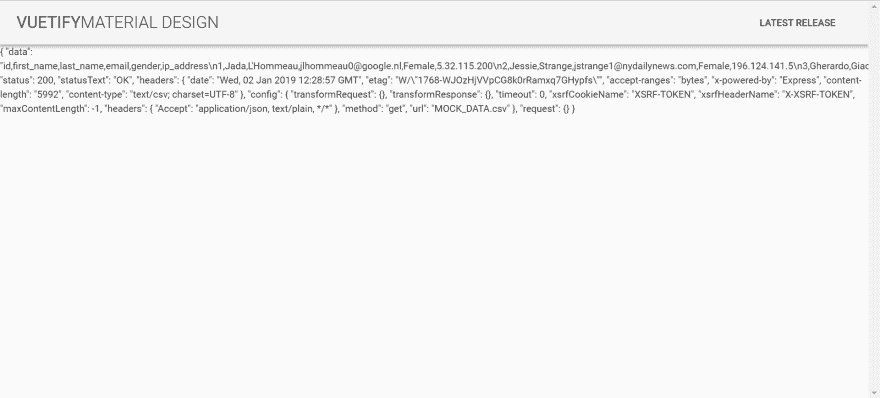 VUETIFYMATERIAL DESIGN
LATEST RELEASE
{ "data":
"id,first_name,last_name,email,gender,ip_address\n1,Jada,L'Hommeau,jlhommeau0@google.nl,Female,5.32.115.200\n2,Jessie,Strange,jstrange1@nydailynews.com,Female,196.124.141.5\n3,Gherardo,Giac
"status": 200, "statusText": "OK", "headers": { "date": "Wed, 02 Jan 2019 12:28:57 GMT", "etag": "W/\"1768-WJOzHjVVpCG8k0rRamxq7GHypfs\"", "accept-ranges": "bytes", "x-powered-by": "Express", "content-
length": "5992", "content-type": "text/csv; charset=UTF-8" }, "config": { "transformRequest": {}, "transformResponse": {}, "timeout": 0, "xsrfCookieName": "XSRF-TOKEN", "xsrfHeaderName": "X-XSRF-TOKEN",
"maxContentLength": -1, "headers": { "Accept": "application/json, text/plain, */*" }, "method": "get", "url": "MOCK_DATA.csv" }, "request": {} }